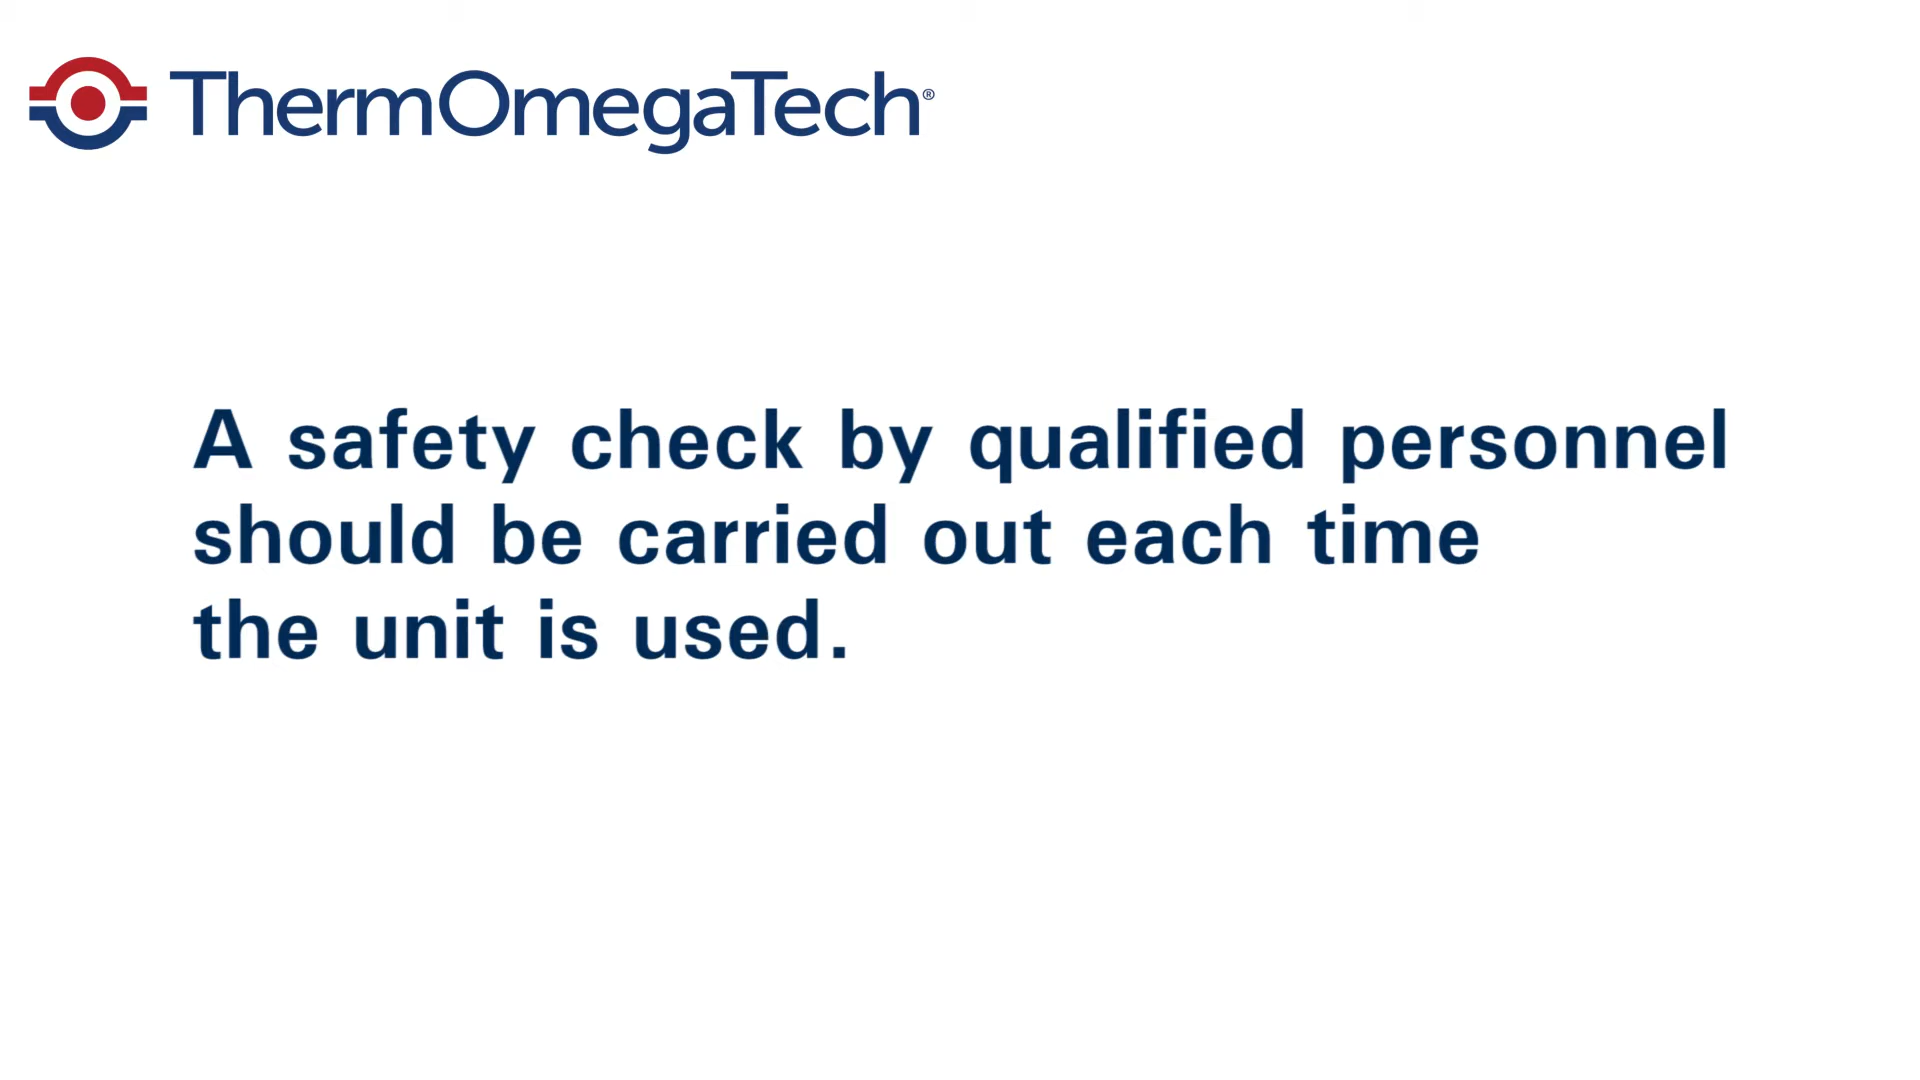 ThermOmegaTech®
A safety check by qualified personnel
should be carried out each time
the unit is used.